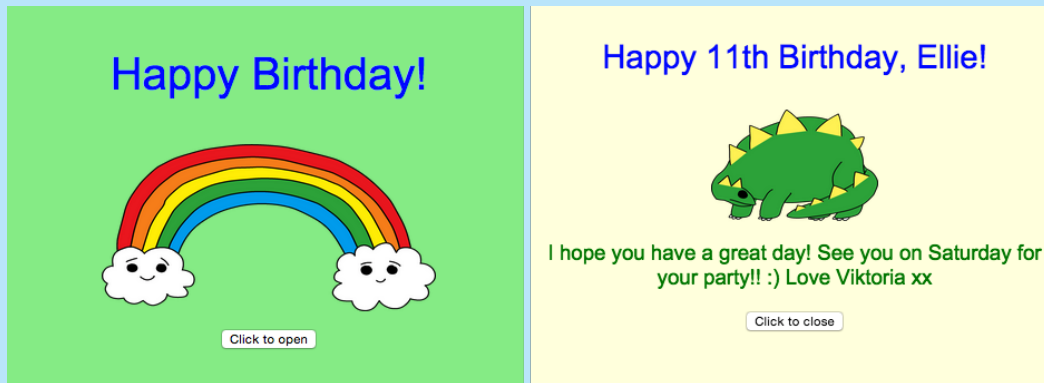 Happy Birthday!
Click to open
Happy 11th Birthday, Ellie!
I hope you have a great day! See you on Saturday for
your party!! :) Love Viktoria xx
Click to close